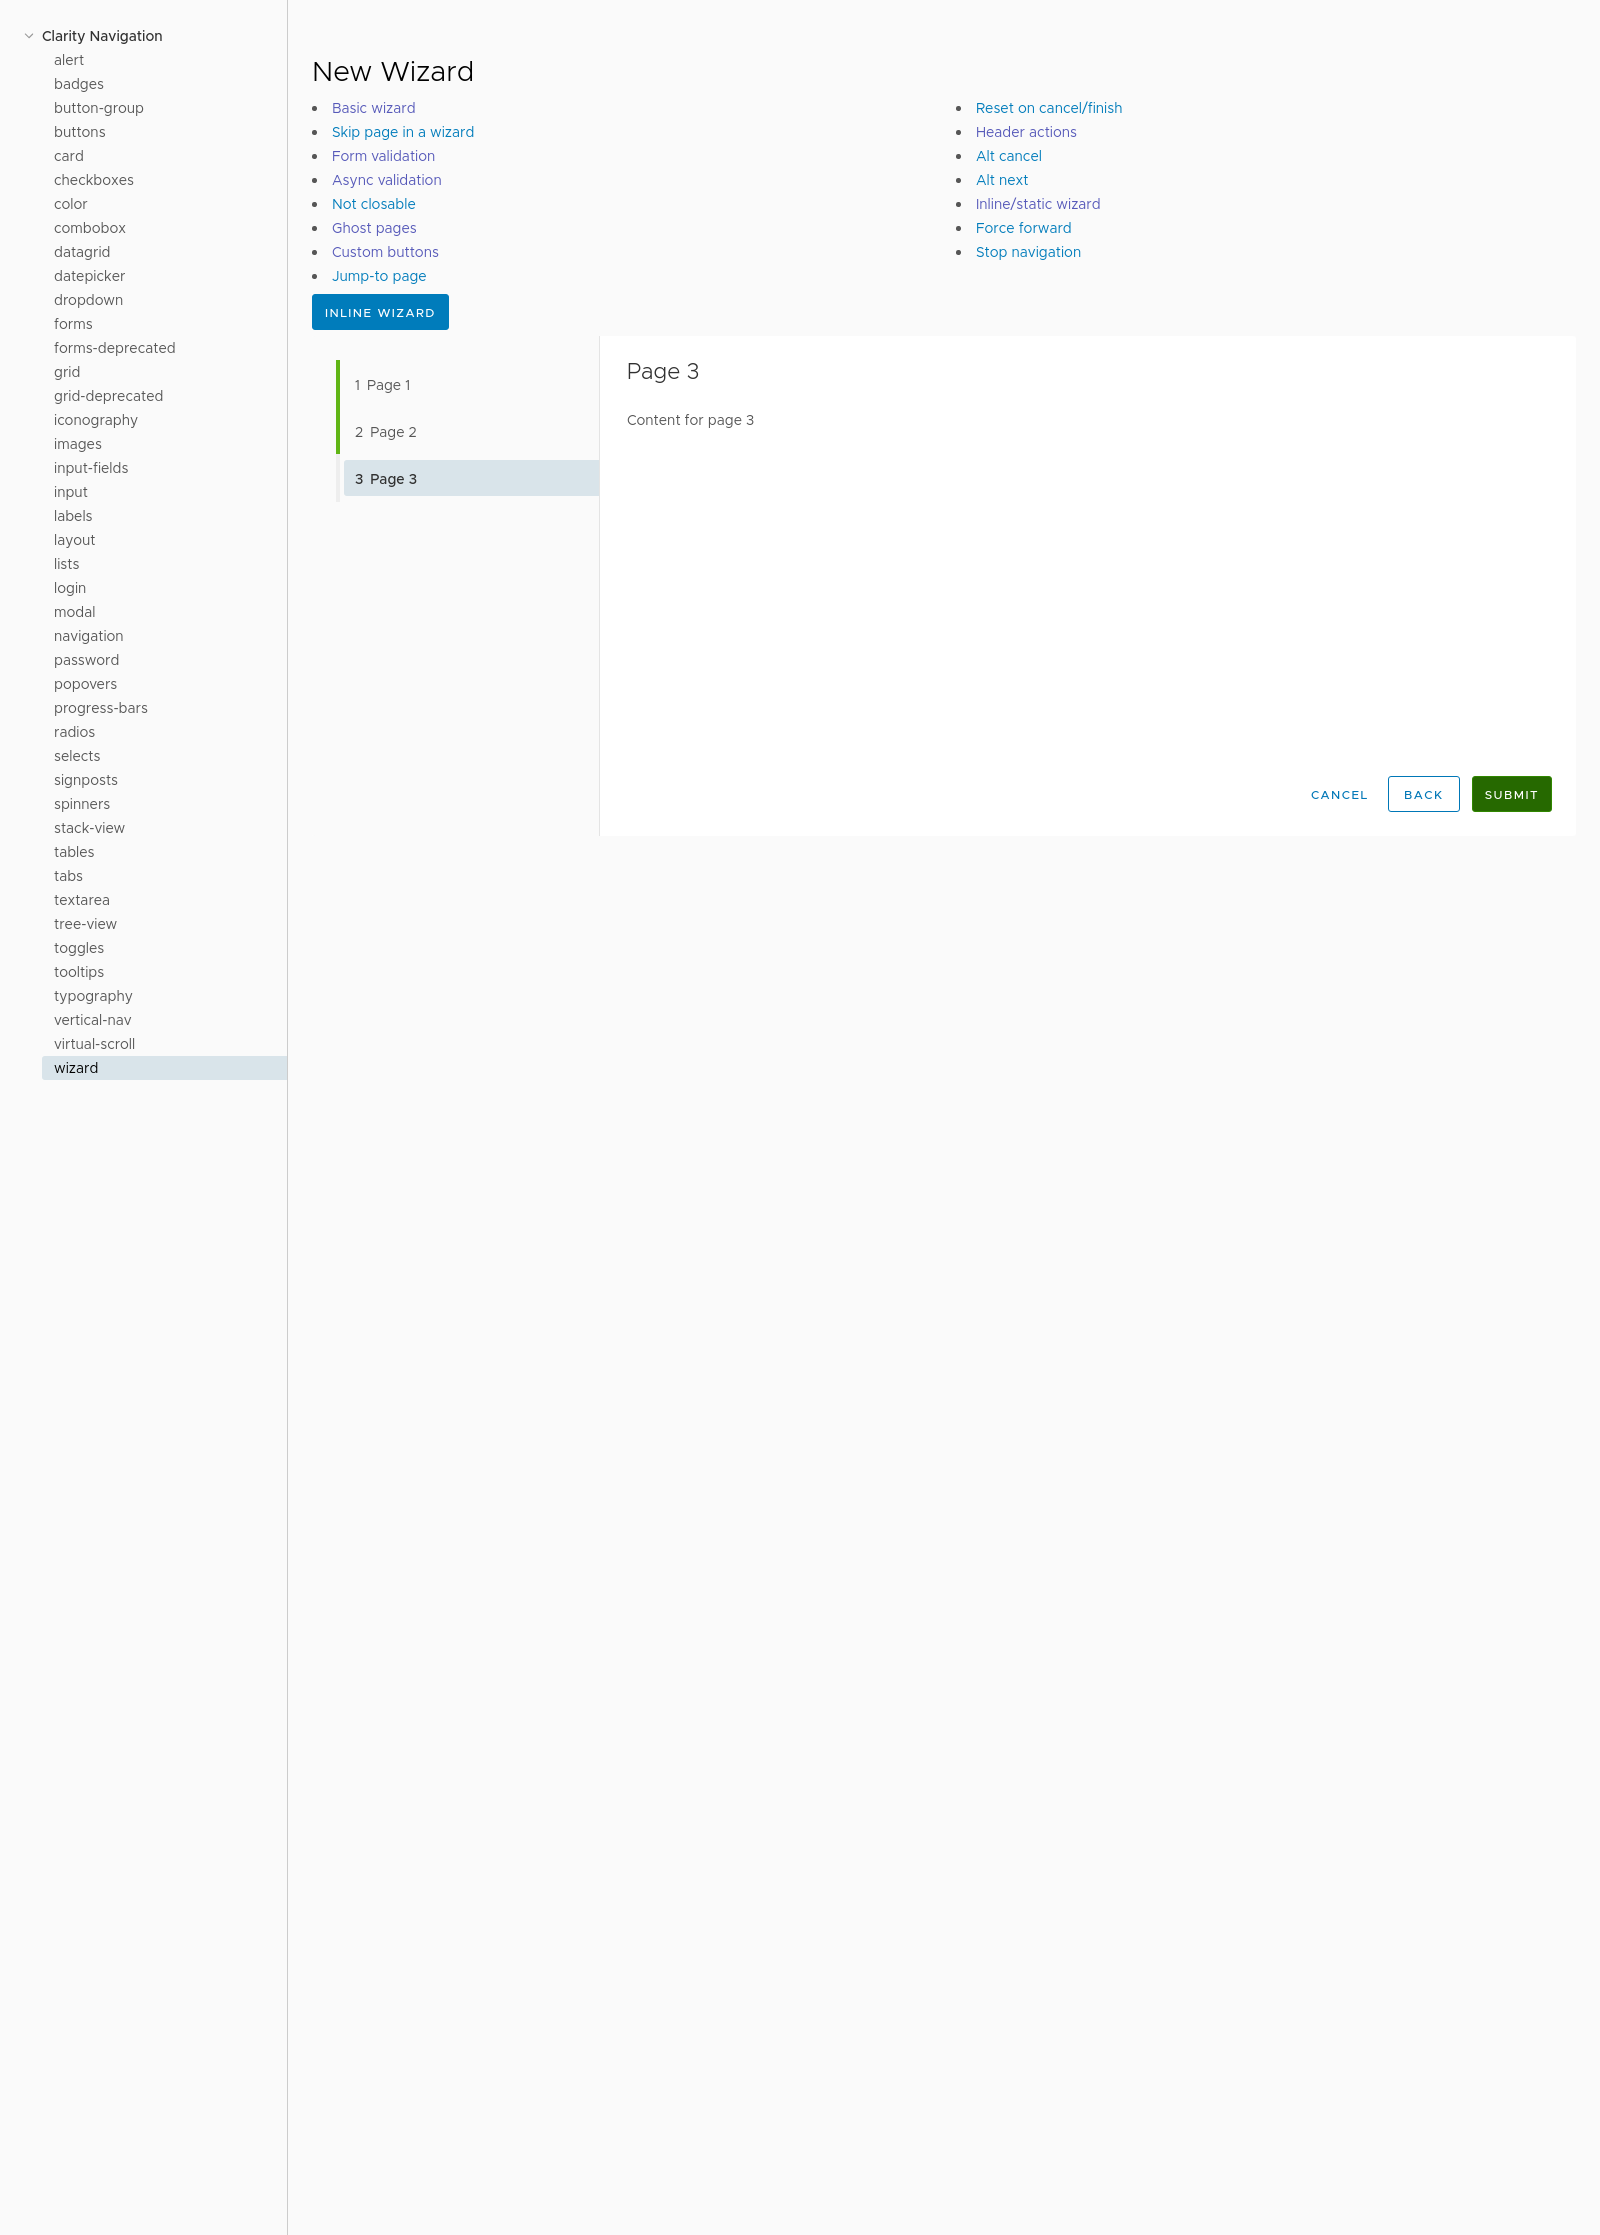 Clarity Navigation
alert
badges
button-group
buttons
card
checkboxes
color
combobox
datagrid
datepicker
dropdown
forms
forms-deprecated
grid
grid-deprecated
iconography
images
input-fields
input
labels
layout
lists
login
modal
navigation
password
popovers
progress-bars
radios
selects
signposts
spinners
stack-view
tables
tabs
textarea
tree-view
toggles
tooltips
typography
vertical-nav
virtual-scroll
wizard
New Wizard
Basic wizard
Skip page in a wizard
Form validation
Async validation
Not closable
Ghost pages
Custom buttons
Jump-to page
Reset on cancel/finish
Header actions
Alt cancel
Alt next
Inline/static wizard
Force forward
Stop navigation
INLINE WIZARD
1 Page 1
2 Page 2
3 Page 3
Page 3
Content for page 3
CANCEL
BACK
SUBMIT